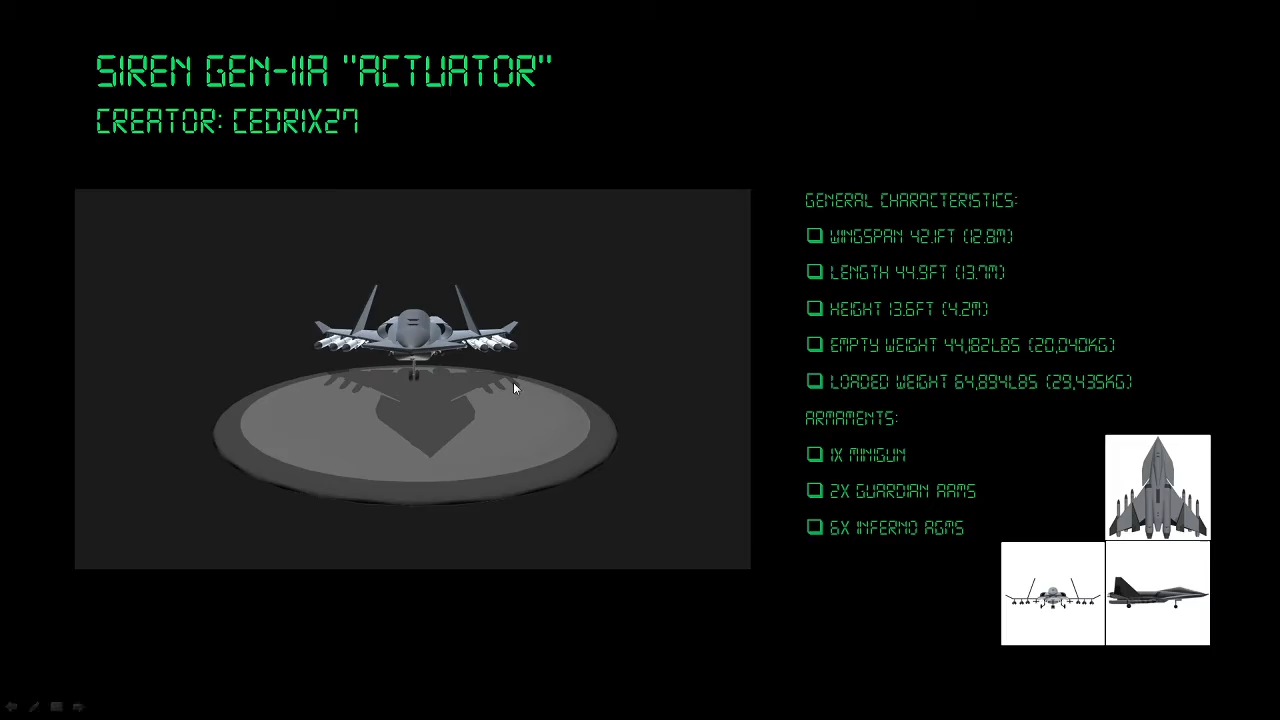 SIREN GEN-IIA "ACTUATOR"
CREATOR: CEDRIX27
GENERAL CHARACTERISTICS:
WINGSPAN 42.1FT (12.8M)
LENGTH 44.9FT (13.7M)
HEIGHT 13.6FT (4.2M)
EMPTY WEIGHT 44,182LBS (20,040KG)
LOADED WEIGHT 64,894LBS (29,435KG)
ARMAMENTS:
1X MINIGUN
2X GUARDIAN AAMS
6X INFERNO AGMS